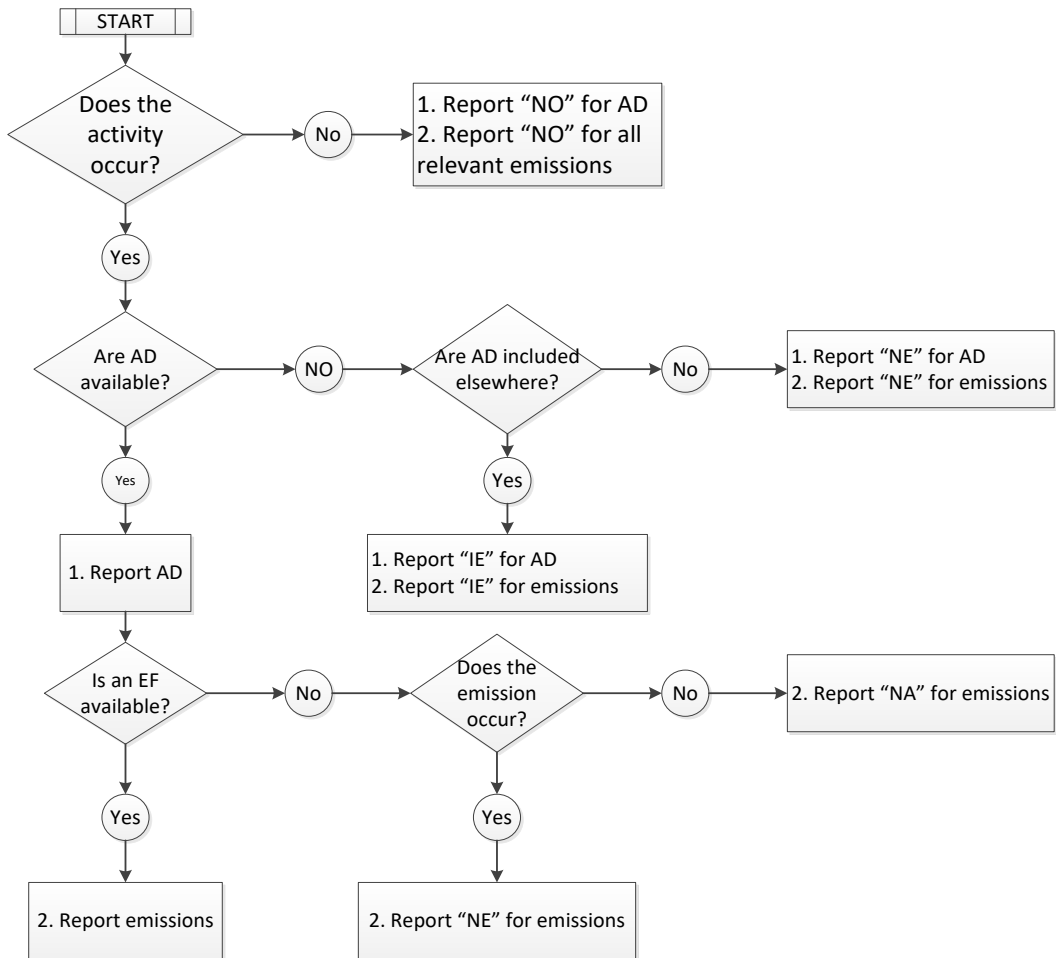 START
Does the
activity
occur?
No
1. Report “NO” for AD
2. Report “NO” for all
relevant emissions
Yes
Are AD
available?
NO
Are AD included
elsewhere?
No
1. Report “NE” for AD
2. Report “NE” for emissions
Yes
Yes
1. Report AD
1. Report “IE” for AD
2. Report “IE” for emissions
Is an EF
available?
No
Does the
emission
occur?
No
2. Report “NA” for emissions
Yes
Yes
2. Report emissions
2. Report “NE” for emissions